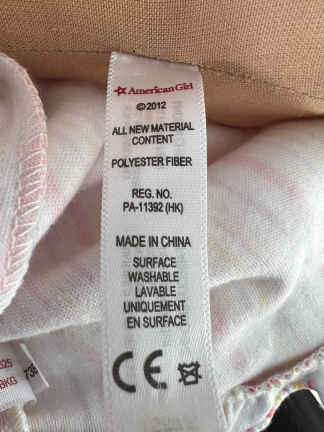 American Girl
©2012
ALL NEW MATERIAL
CONTENT
POLYESTER FIBER
REG. NO.
PA-11392 (HK)
MADE IN CHINA
SURFACE
WASHABLE
LAVABLE
UNIQUEMENT
EN SURFACE
CE